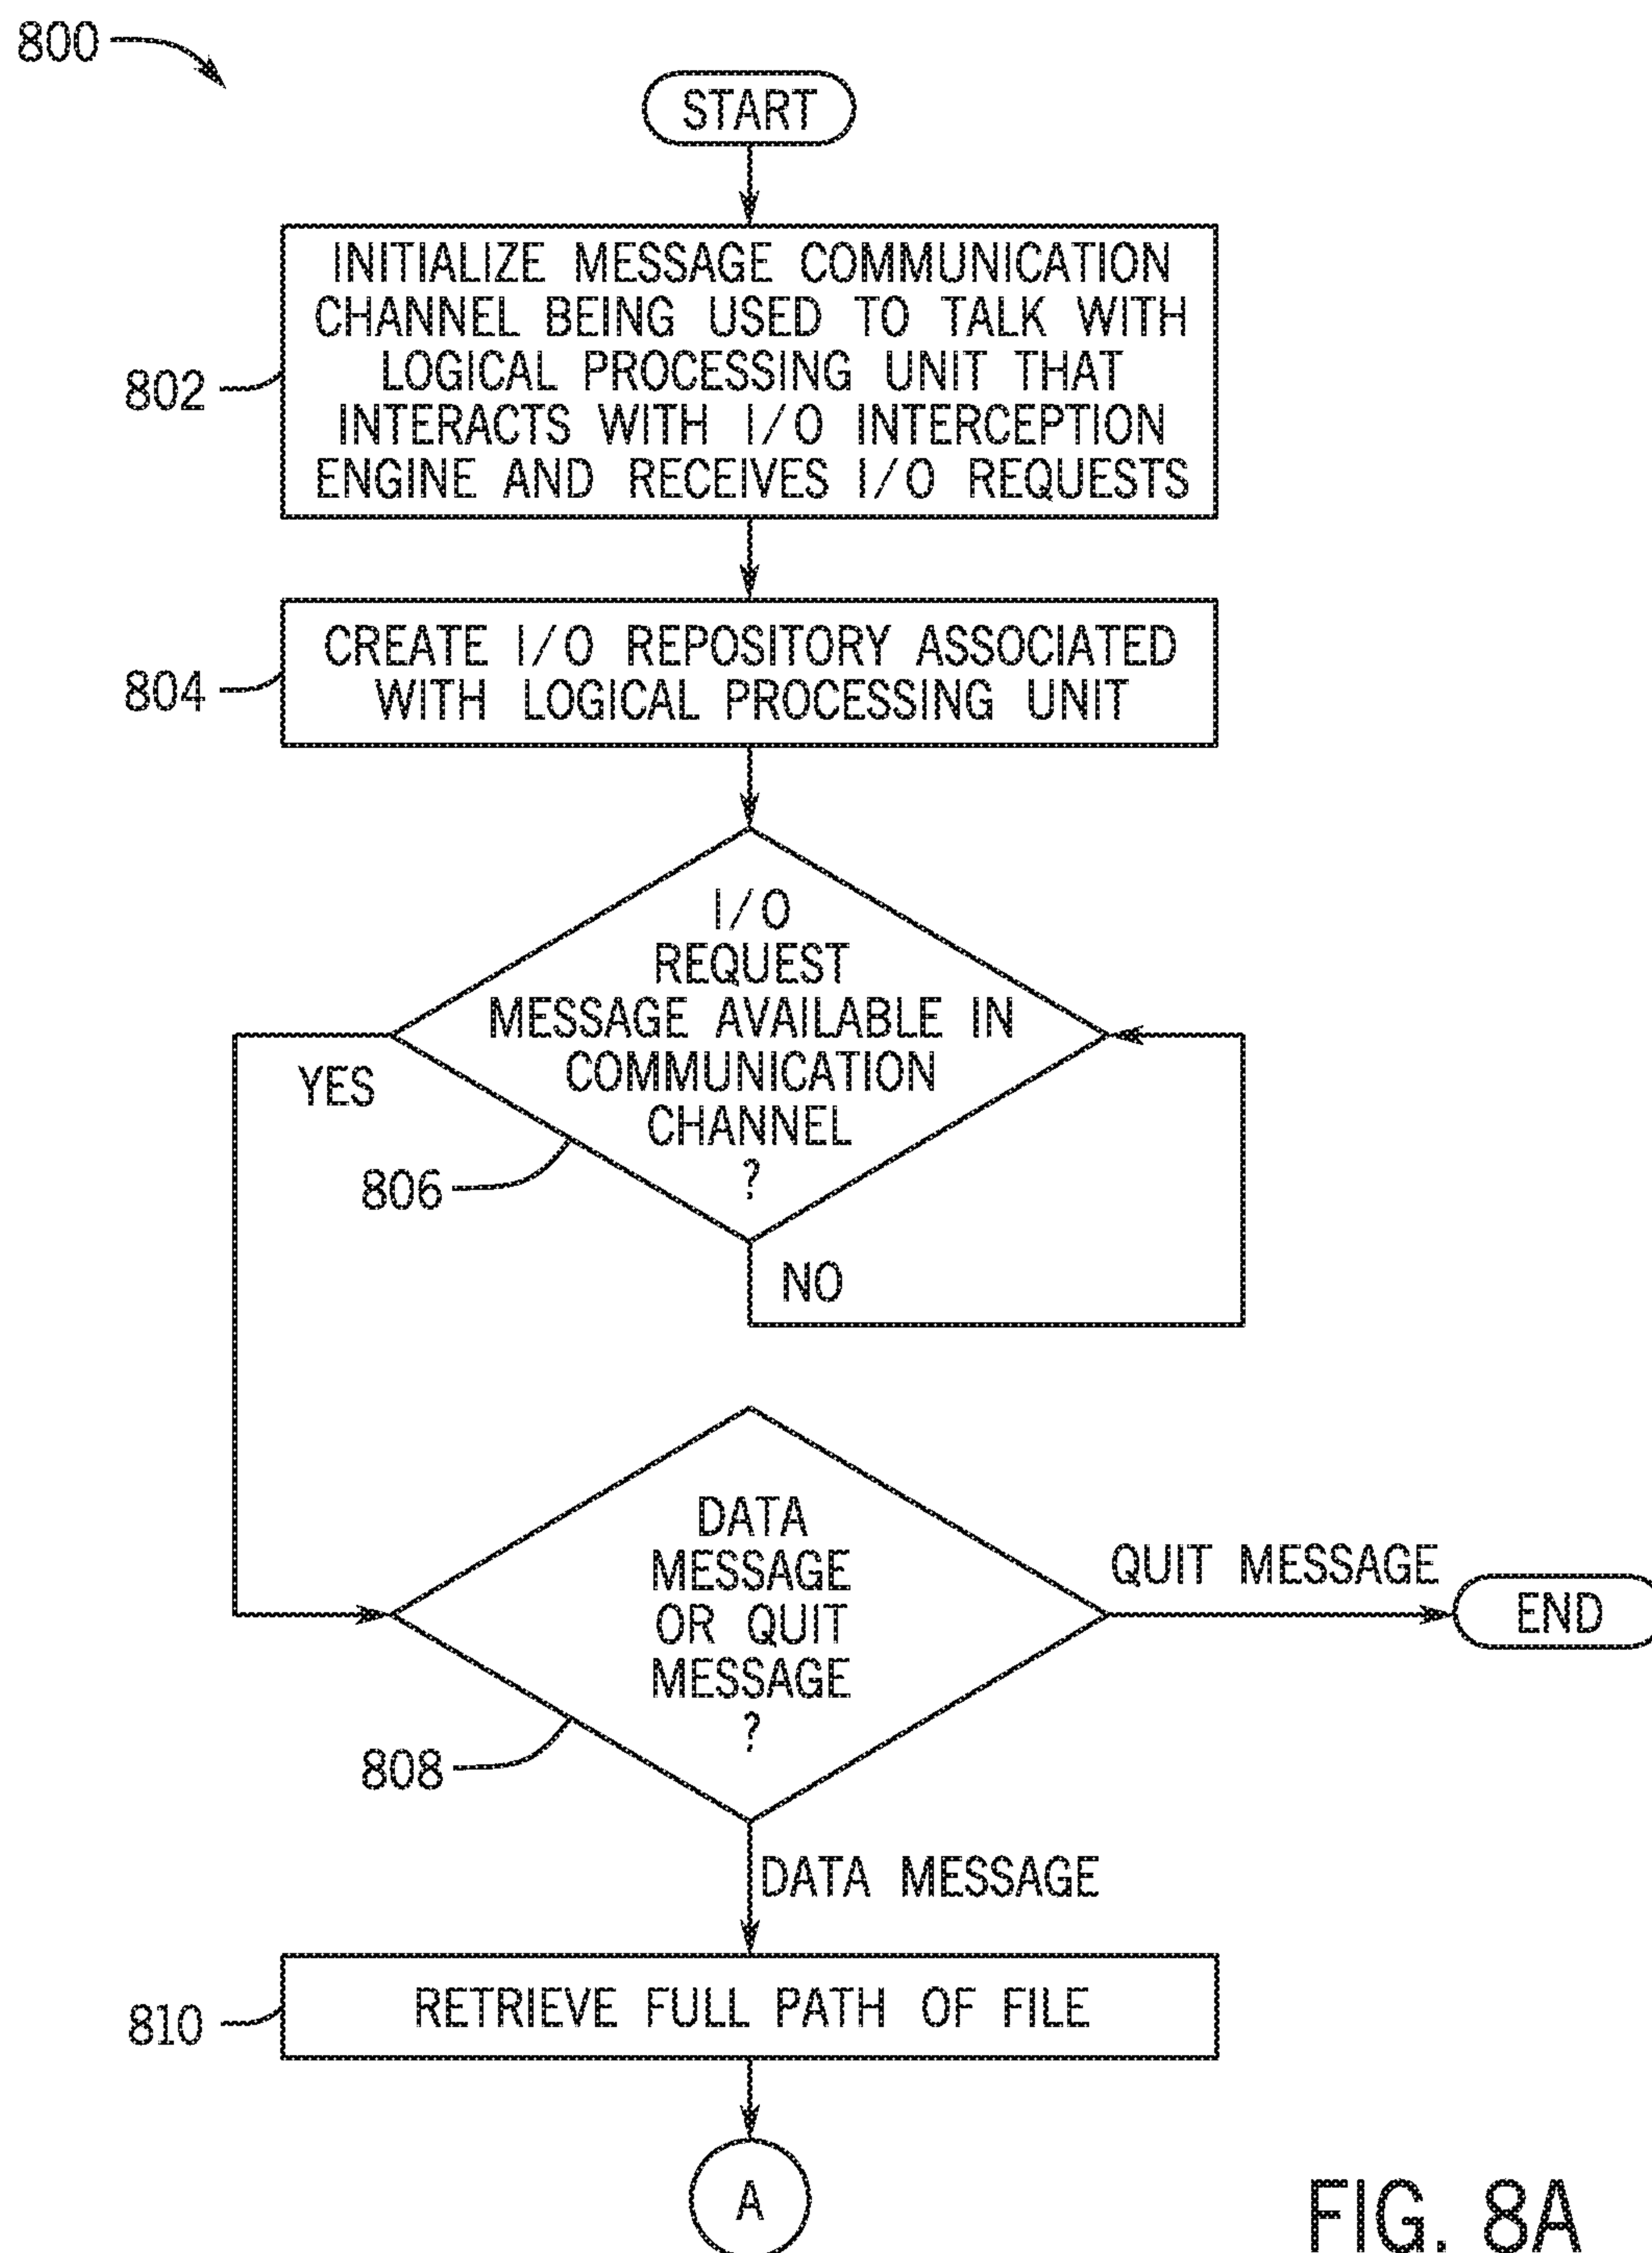 800
START
INITIALIZE MESSAGE COMMUNICATION
CHANNEL BEING USED TO TALK WITH
LOGICAL PROCESSING UNIT THAT
INTERACTS WITH I/O INTERCEPTION
ENGINE AND RECEIVES I/O REQUESTS
802
CREATE I/O REPOSITORY ASSOCIATED
WITH LOGICAL PROCESSING UNIT
804
I/O
REQUEST
MESSAGE AVAILABLE IN
COMMUNICATION
CHANNEL
?
YES
806
NO
DATA
MESSAGE
OR QUIT
MESSAGE
?
QUIT MESSAGE
END
808
DATA MESSAGE
RETRIEVE FULL PATH OF FILE
810
A
FIG. 8A